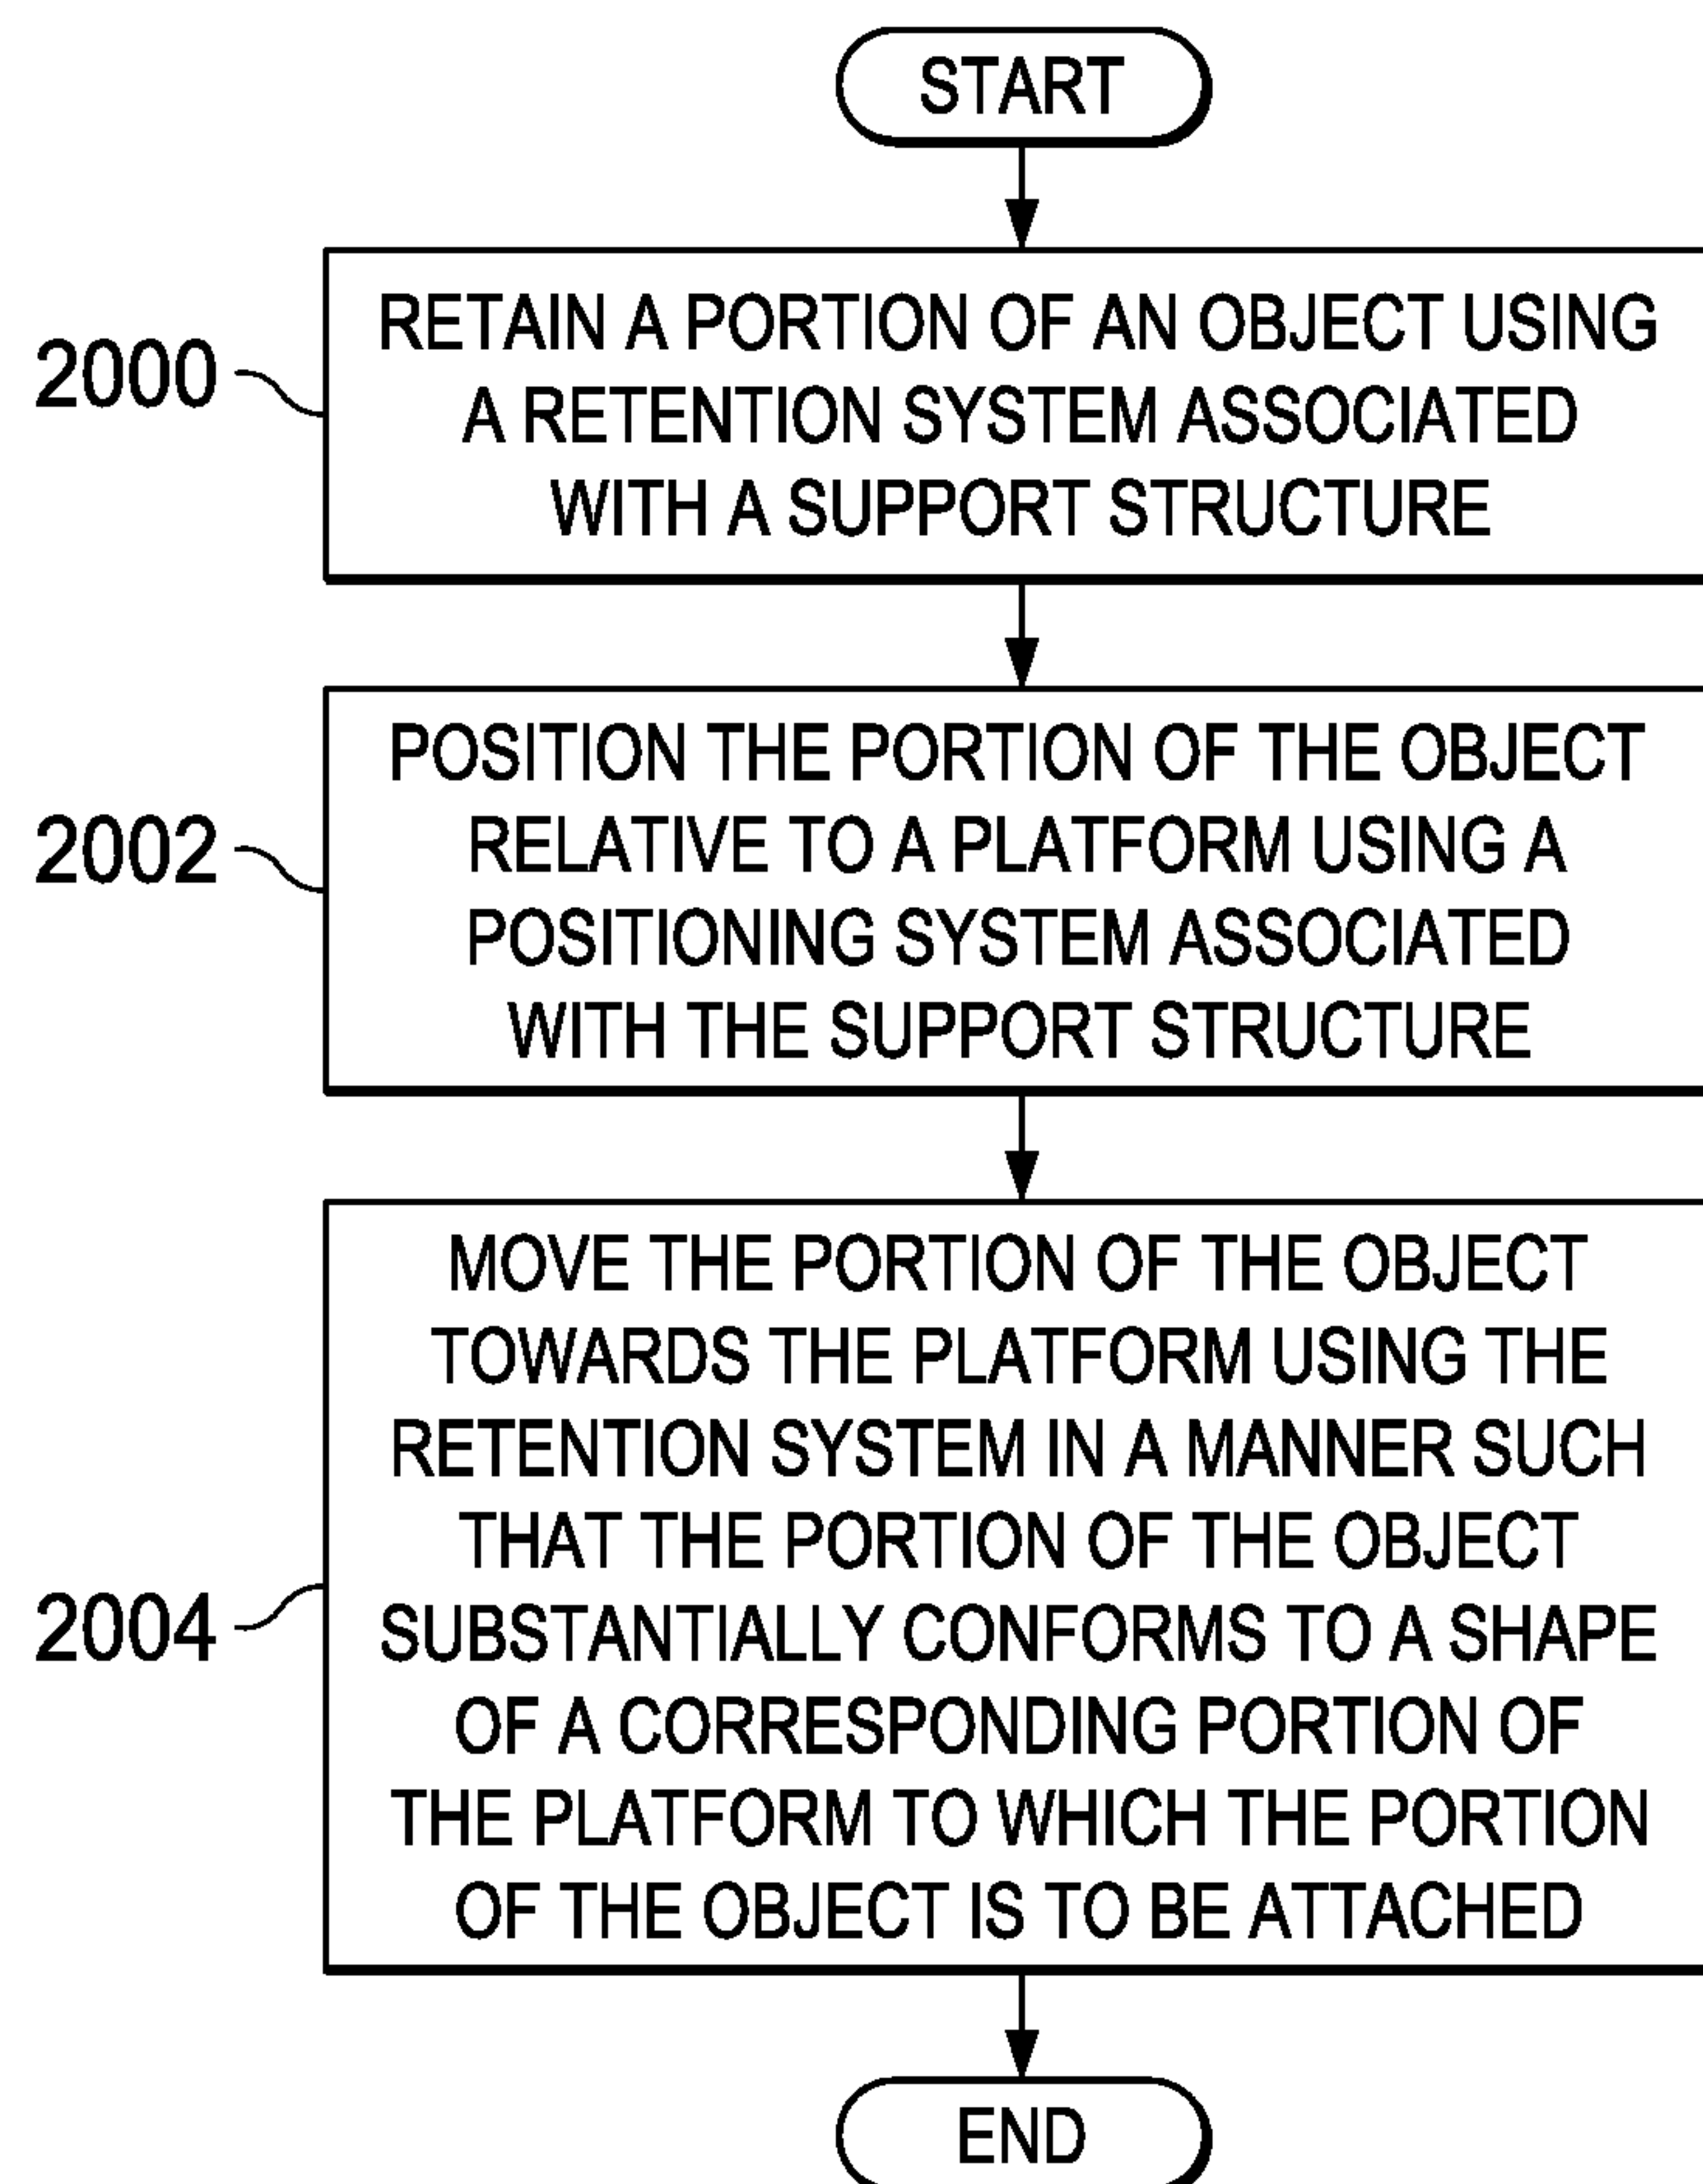 START
2000
RETAIN A PORTION OF AN OBJECT USING
A RETENTION SYSTEM ASSOCIATED
WITH A SUPPORT STRUCTURE
2002
POSITION THE PORTION OF THE OBJECT
RELATIVE TO A PLATFORM USING A
POSITIONING SYSTEM ASSOCIATED
WITH THE SUPPORT STRUCTURE
2004
MOVE THE PORTION OF THE OBJECT
TOWARDS THE PLATFORM USING THE
RETENTION SYSTEM IN A MANNER SUCH
THAT THE PORTION OF THE OBJECT
SUBSTANTIALLY CONFORMS TO A SHAPE
OF A CORRESPONDING PORTION OF
THE PLATFORM TO WHICH THE PORTION
OF THE OBJECT IS TO BE ATTACHED
END